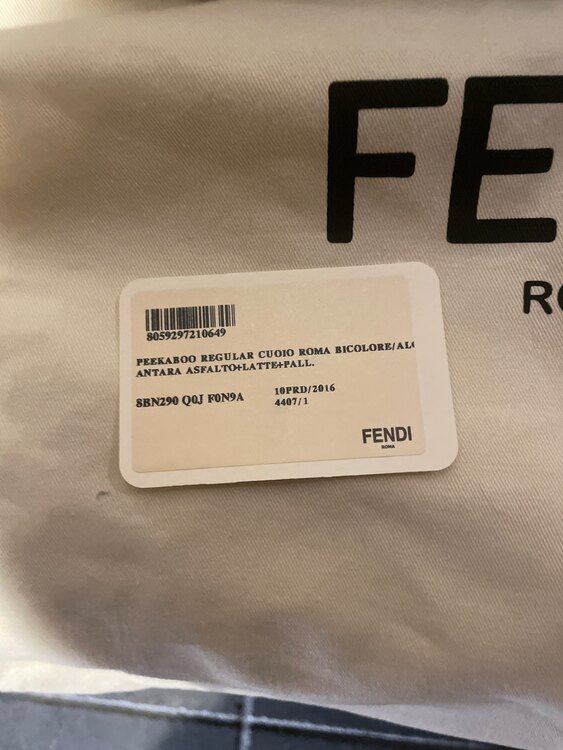 FE
RO
8059297210649
PEEKABOO REGULAR CUOIO ROMA BICOLORE/ALC
ANTARA ASFALTO+LATTE+PALL.
8BN290 Q0J F0N9A
10PRD/2016
4407/1
FENDI
ROMA